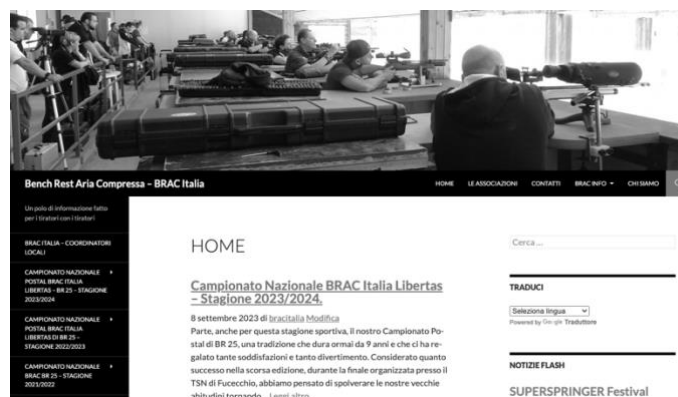 Bench Rest Aria Compressa – BRAC Italia
HOME
LE ASSOCIAZIONI
CONTATTI
BRAC INFO
CHI SIAMO
Un polo di informazione fatto
per i tiratori con i tiratori
BRAC ITALIA – COORDINATORI
LOCALI
CAMPIONATO NAZIONALE
POSTAL BRAC ITALIA
LIBERTAS – BR 25 – STAGIONE
2023/2024
CAMPIONATO NAZIONALE
POSTAL BRAC ITALIA
LIBERTAS DI BR 25 –
STAGIONE 2022/2023
CAMPIONATO NAZIONALE
BRAC BR 25 – STAGIONE
2021/2022
HOME
Campionato Nazionale BRAC Italia Libertas
– Stagione 2023/2024.
8 settembre 2023 di bracitalia Modifica
Parte, anche per questa stagione sportiva, il nostro Campionato Po-
stal di BR 25, una tradizione che dura ormai da 9 anni e che ci ha re-
galato tante soddisfazioni e tanto divertimento. Considerato quanto
successo nella scorsa edizione, durante la finale organizzata presso il
TSN di Fucecchio, abbiamo pensato di spolverare le nostre vecchie
abitudini tornando... Leggi altro
Cerca ...
TRADUCI
Seleziona lingua
Powered by Google Traduttore
NOTIZIE FLASH
SUPERSPRINGER Festival